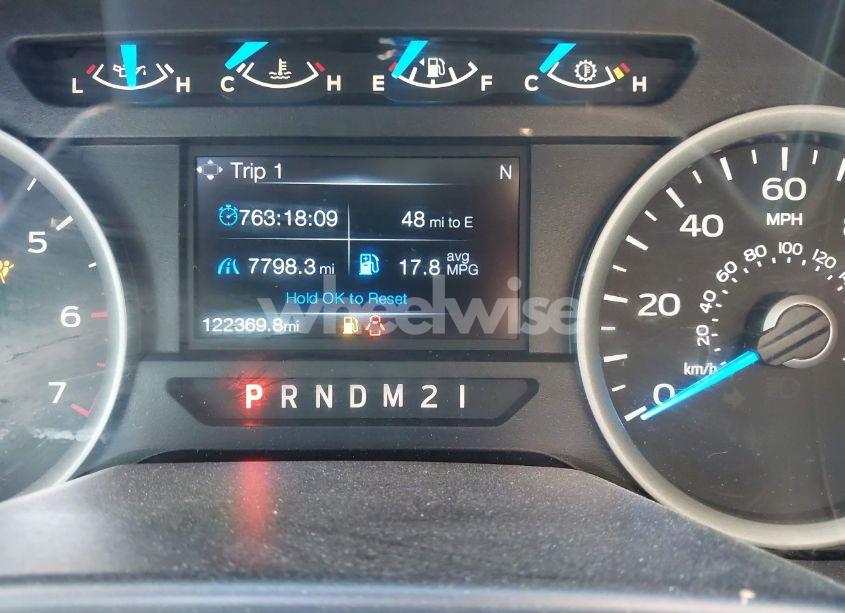 L H C H E F C H
Trip 1 N
763:18:09 48 mi to E
7798.3 mi 17.8 avg MPG
Hold OK to Reset
122369.8 mi
wheelwise
P R N D M 2 1
5
6
7
0
20
40
60
MPH
km/h
20
40
60
80
100
120